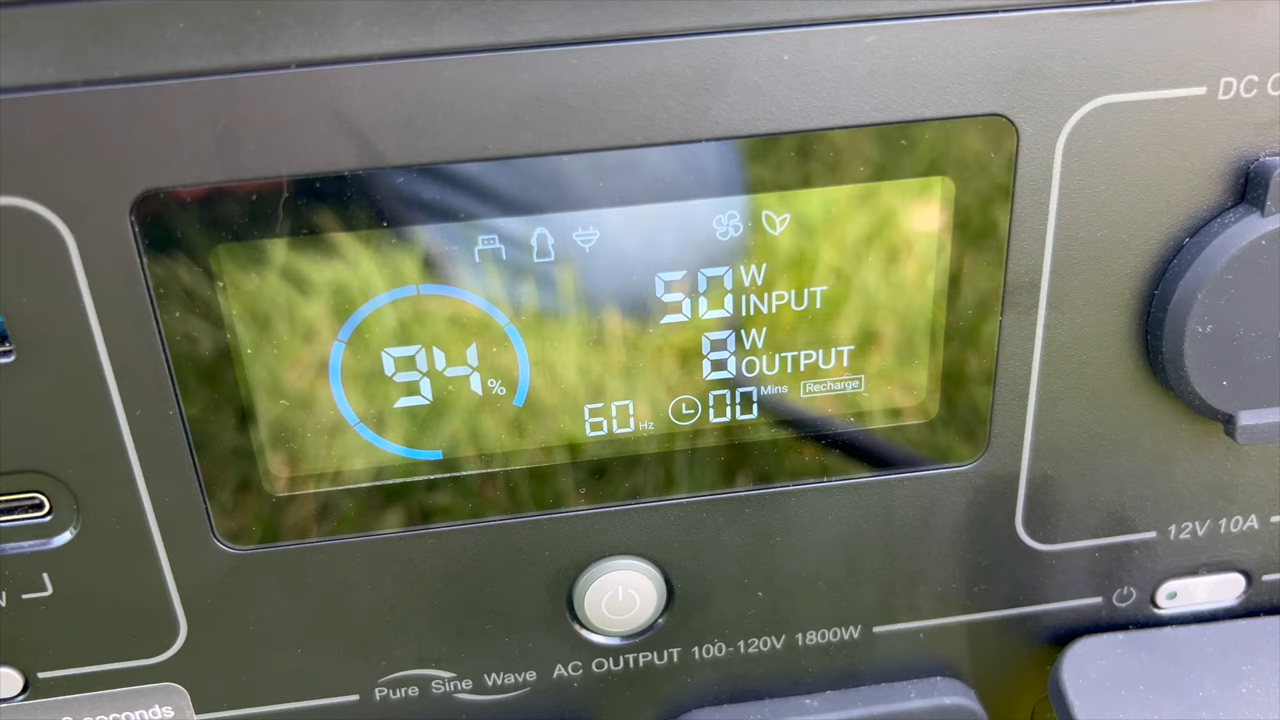 DC
50 W INPUT
8 W OUTPUT
94 %
60 Hz 00 Mins Recharge
12V 10A
Pure Sine Wave AC OUTPUT 100-120V 1800W
seconds